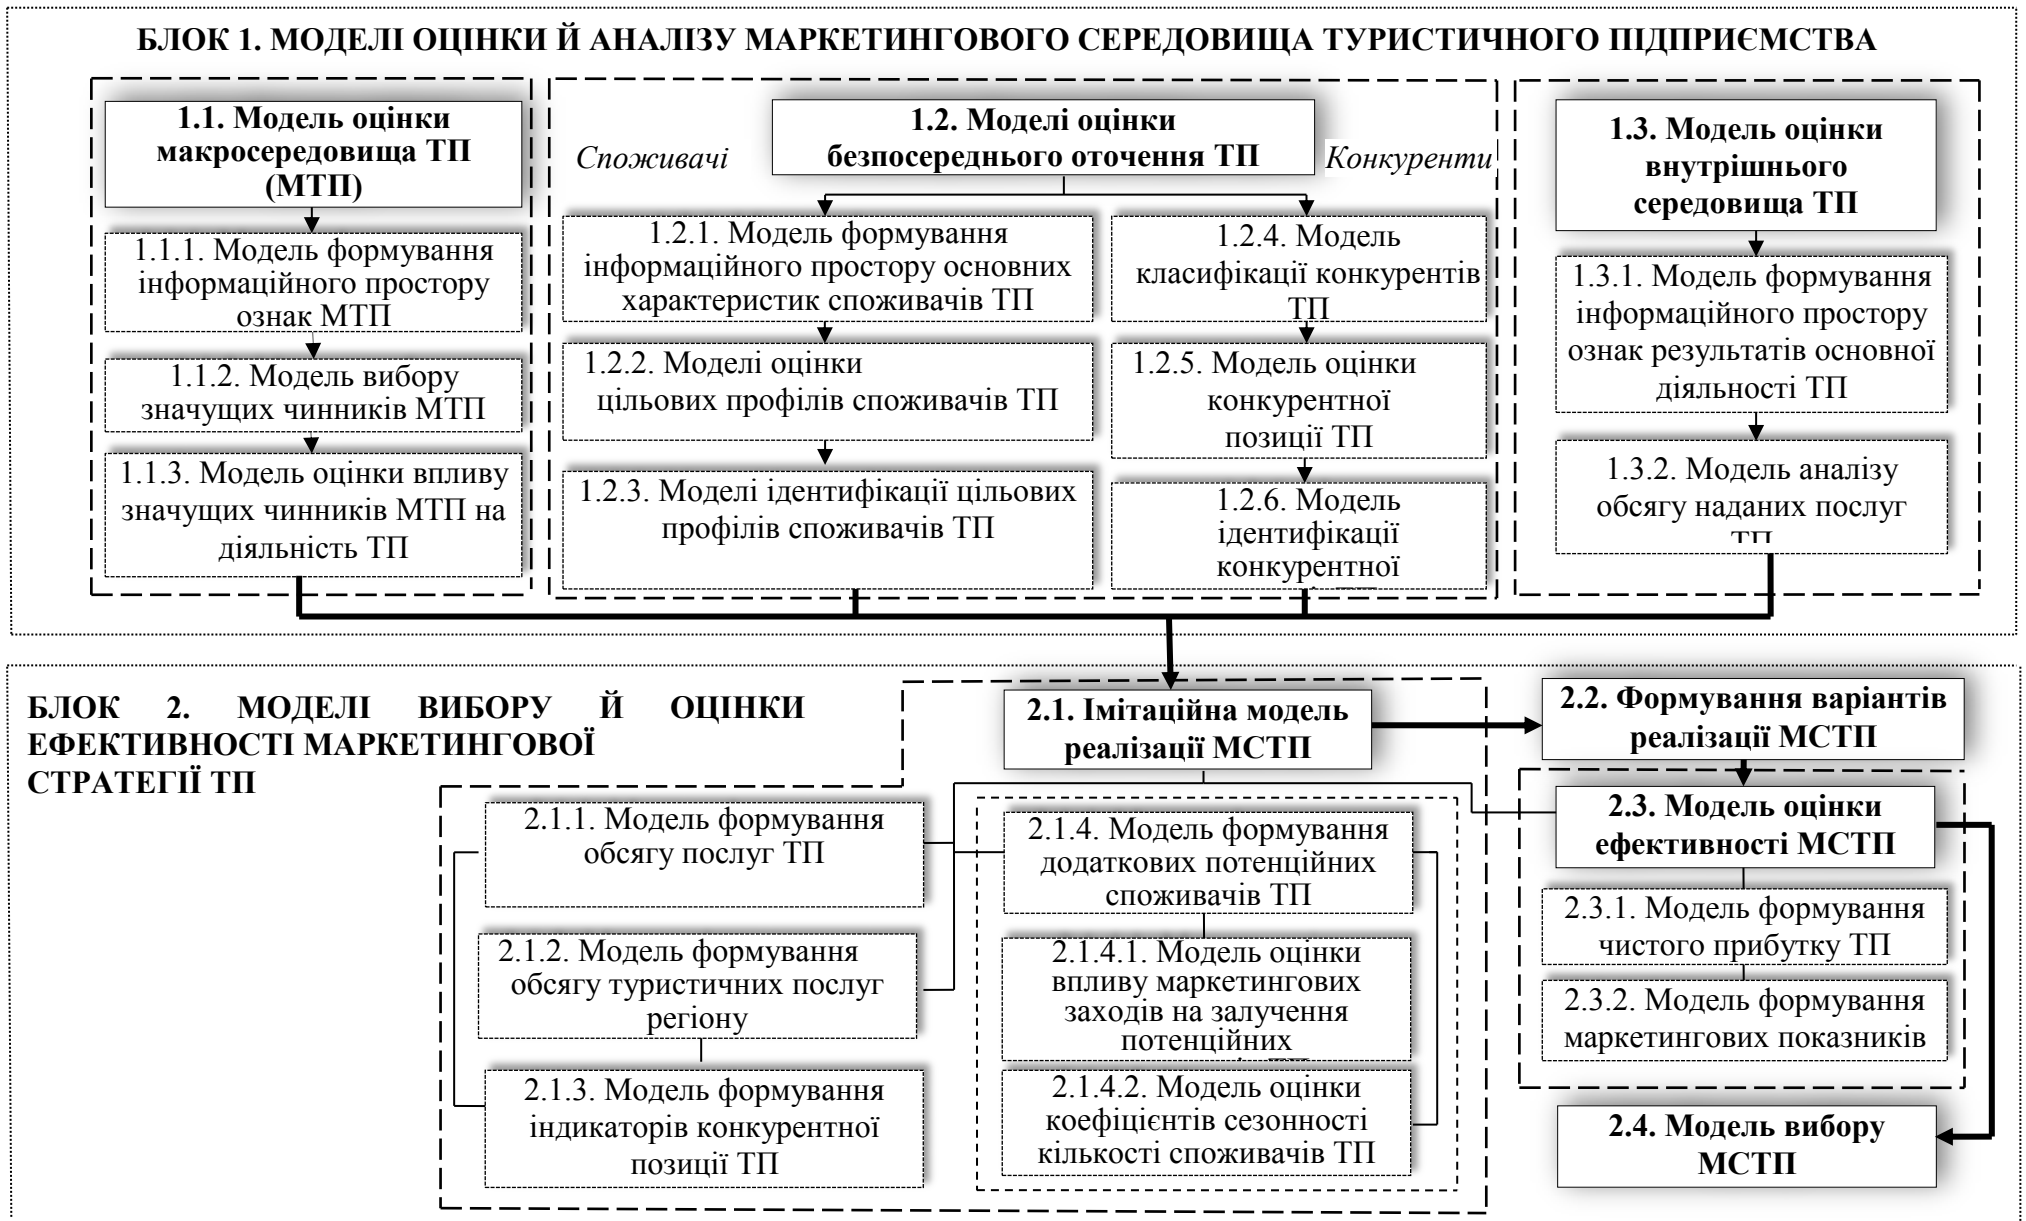 БЛОК 1. МОДЕЛІ ОЦІНКИ Й АНАЛІЗУ МАРКЕТИНГОВОГО СЕРЕДОВИЩА ТУРИСТИЧНОГО ПІДПРИЄМСТВА
1.1. Модель оцінки
макросередовища ТП
(МТП)
1.1.1. Модель формування
інформаційного простору
ознак МТП
1.1.2. Модель вибору
значущих чинників МТП
1.1.3. Модель оцінки впливу
значущих чинників МТП на
діяльність ТП
1.2. Моделі оцінки
безпосереднього оточення ТП
Споживачі
Конкуренти
1.2.1. Модель формування
інформаційного простору основних
характеристик споживачів ТП
1.2.2. Моделі оцінки
цільових профілів споживачів ТП
1.2.3. Моделі ідентифікації цільових
профілів споживачів ТП
1.2.4. Модель
класифікації конкурентів
ТП
1.2.5. Модель оцінки
конкурентної
позиції ТП
1.2.6. Модель
ідентифікації
конкурентної
1.3. Модель оцінки
внутрішнього
середовища ТП
1.3.1. Модель формування
інформаційного простору
ознак результатів основної
діяльності ТП
1.3.2. Модель аналізу
обсягу наданих послуг
ТП
БЛОК 2. МОДЕЛІ ВИБОРУ Й ОЦІНКИ
ЕФЕКТИВНОСТІ МАРКЕТИНГОВОЇ
СТРАТЕГІЇ ТП
2.1. Імітаційна модель
реалізації МСТП
2.1.1. Модель формування
обсягу послуг ТП
2.1.2. Модель формування
обсягу туристичних послуг
регіону
2.1.3. Модель формування
індикаторів конкурентної
позиції ТП
2.1.4. Модель формування
додаткових потенційних
споживачів ТП
2.1.4.1. Модель оцінки
впливу маркетингових
заходів на залучення
потенційних
2.1.4.2. Модель оцінки
коефіцієнтів сезонності
кількості споживачів ТП
2.2. Формування варіантів
реалізації МСТП
2.3. Модель оцінки
ефективності МСТП
2.3.1. Модель формування
чистого прибутку ТП
2.3.2. Модель формування
маркетингових показників
2.4. Модель вибору
МСТП